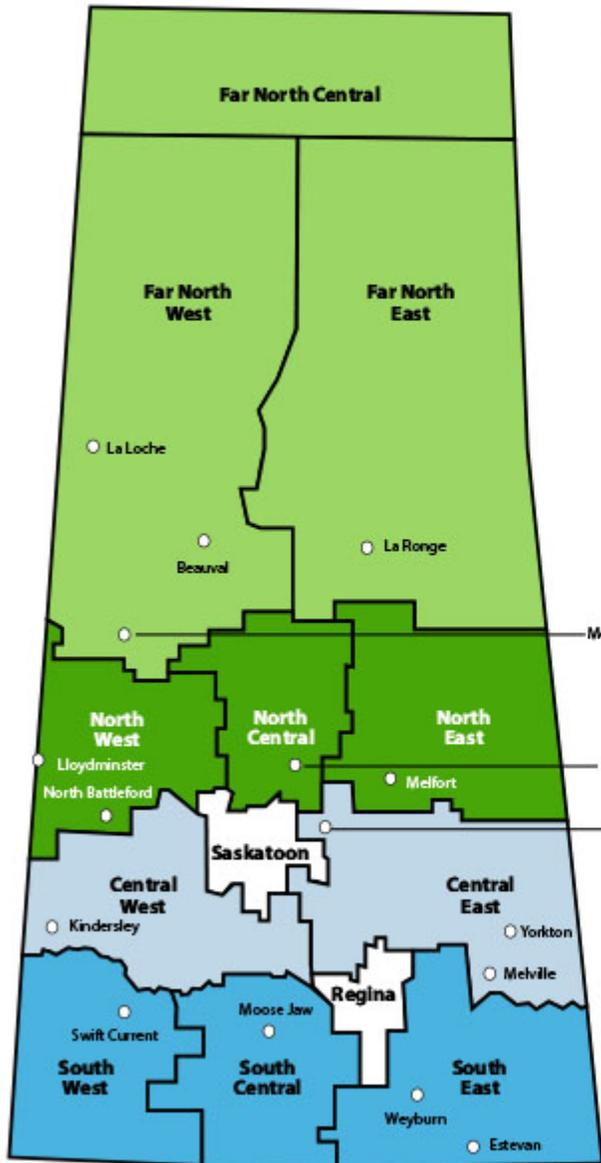 Far North Central
Far North
West
Far North
East
La Loche
Beauval
La Ronge
North
West
North
Central
North
East
Lloydminster
North Battleford
Melfort
Saskatoon
Central
West
Central
East
Kindersley
Yorkton
Melville
Regina
Moose Jaw
Swift Current
South
West
South
Central
South
East
Weyburn
Estevan